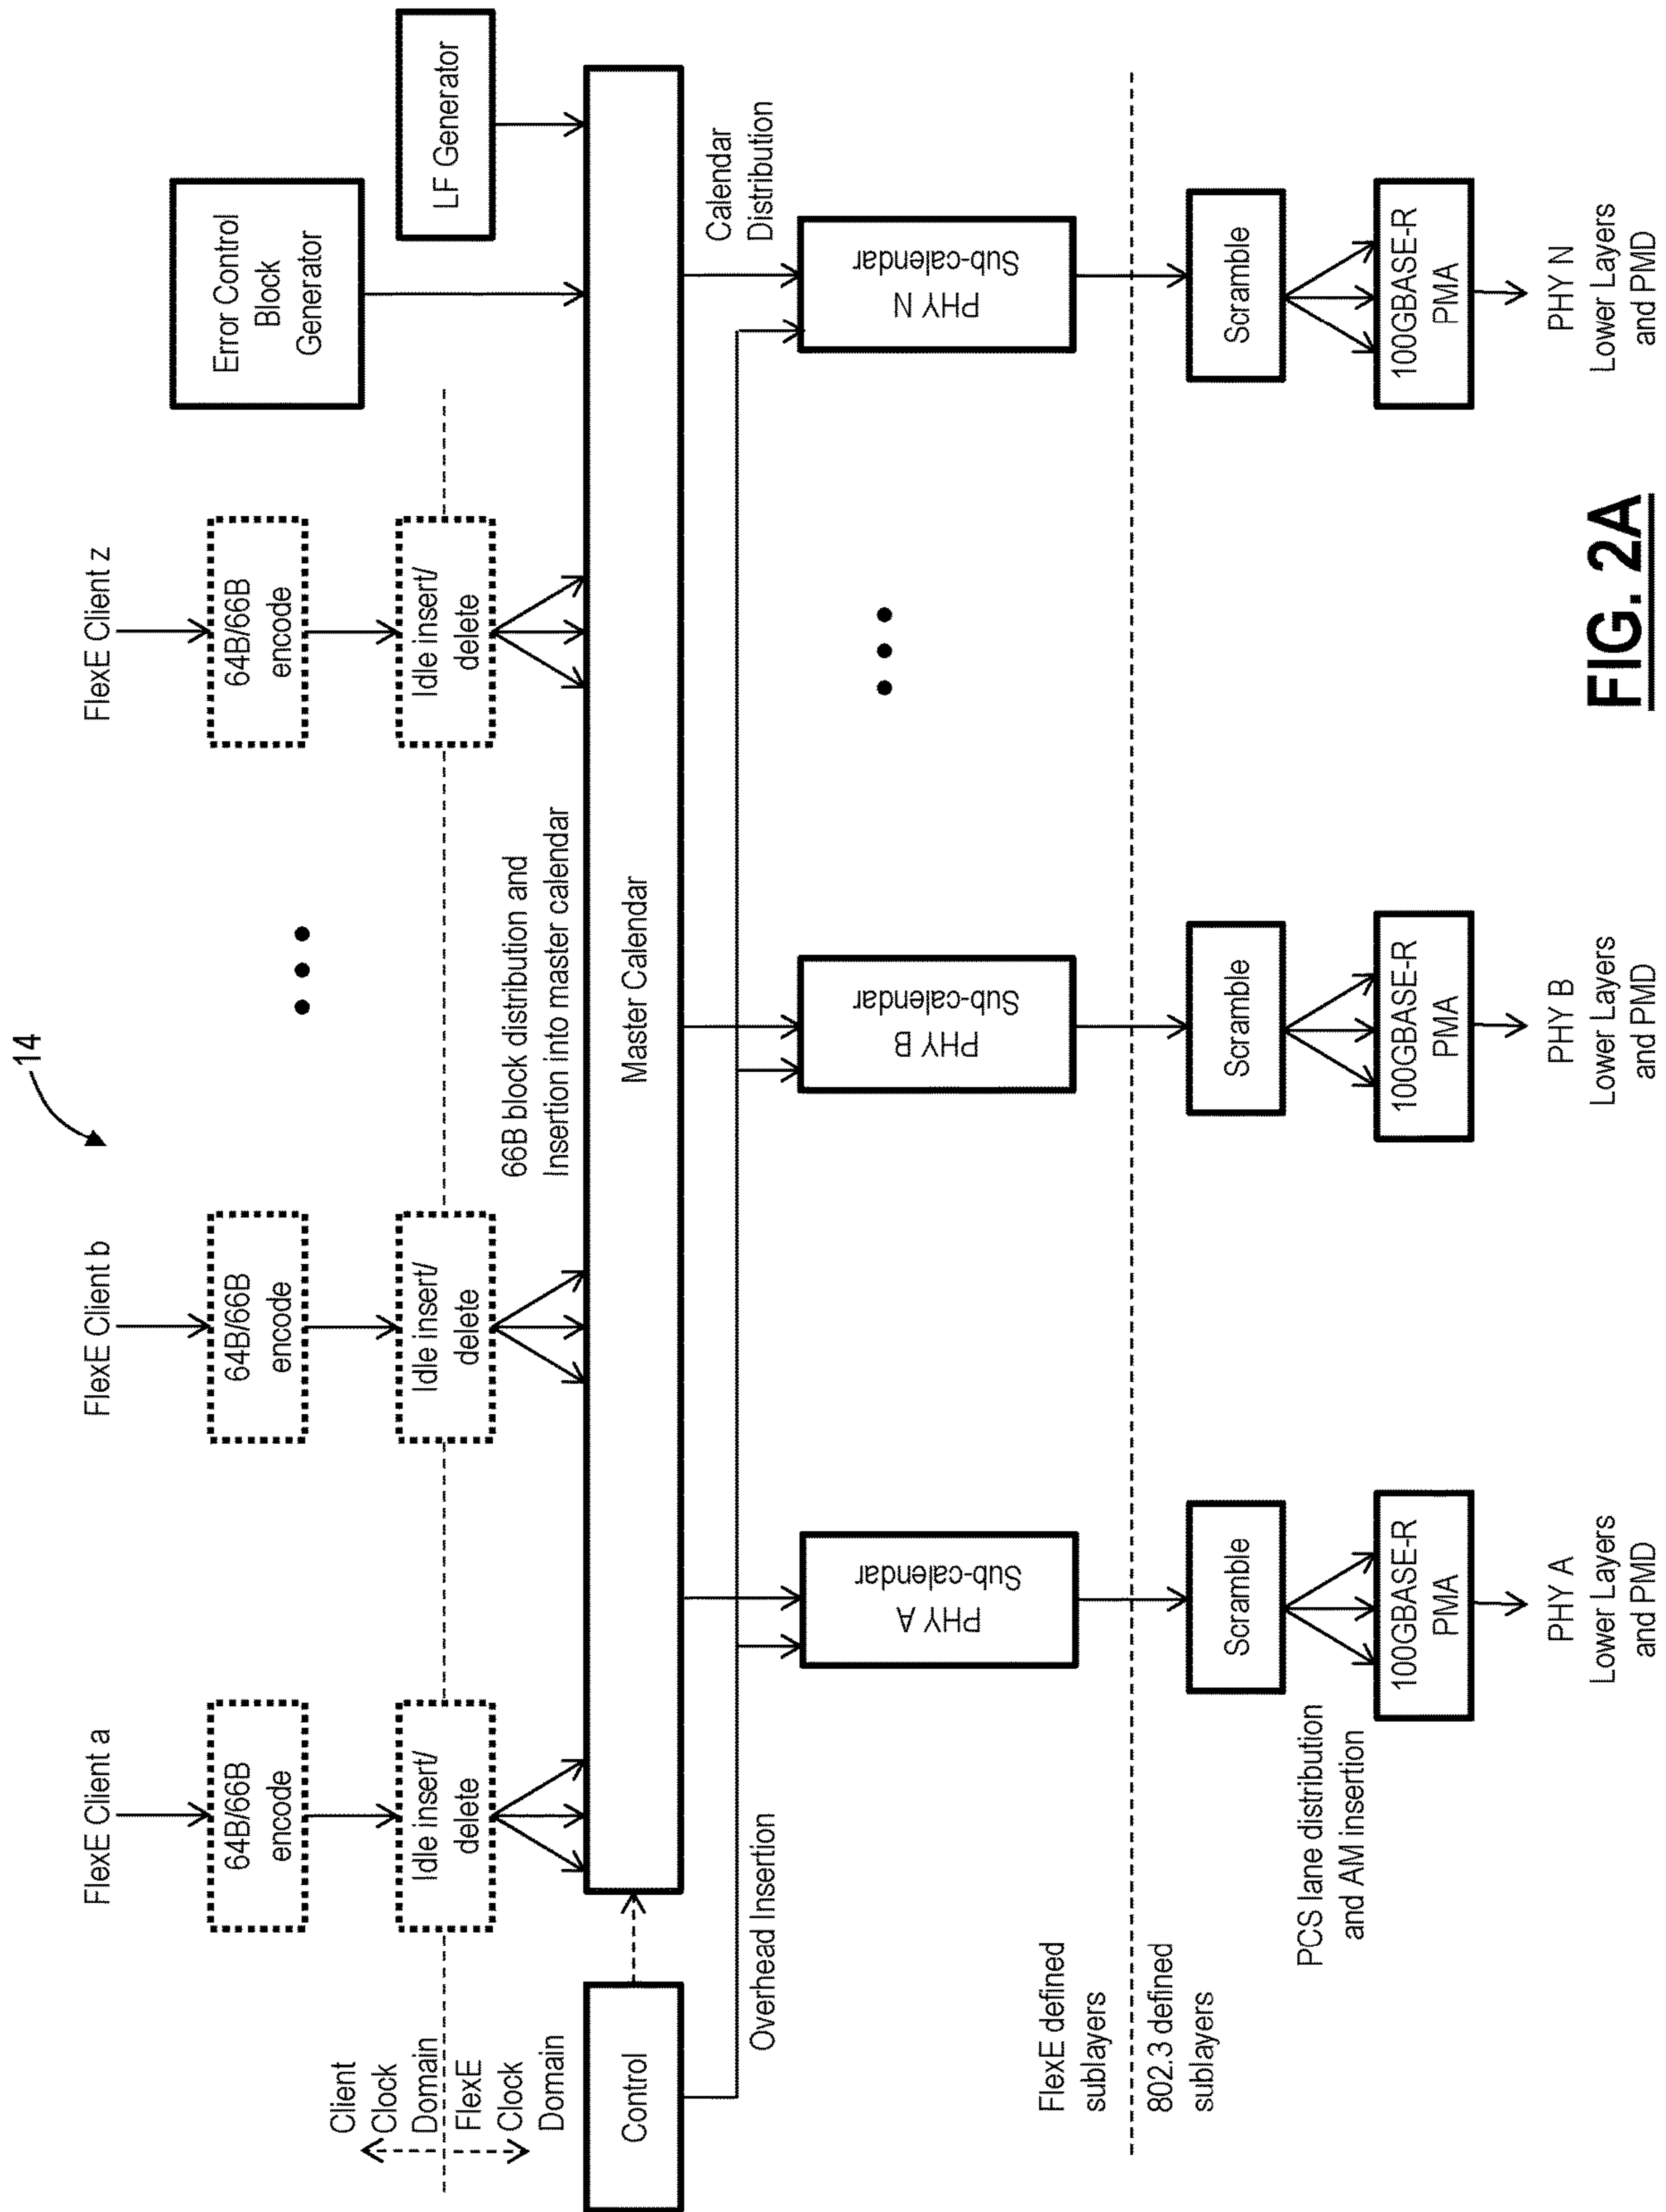 14
FlexE Client a
FlexE Client b
FlexE Client z
64B/66B
encode
64B/66B
encode
64B/66B
encode
Error Control
Block
Generator
LF Generator
Client
Clock
Domain
FlexE
Clock
Domain
Idle insert/
delete
Idle insert/
delete
Idle insert/
delete
66B block distribution and
Insertion into master calendar
Control
Master Calendar
Overhead Insertion
Calendar
Distribution
PHY A
Sub-calendar
PHY B
Sub-calendar
PHY N
Sub-calendar
FlexE defined
sublayers
802.3 defined
sublayers
Scramble
Scramble
Scramble
PCS lane distribution
and AM insertion
100GBASE-R
PMA
100GBASE-R
PMA
100GBASE-R
PMA
PHY A
Lower Layers
and PMD
PHY B
Lower Layers
and PMD
PHY N
Lower Layers
and PMD
FIG. 2A